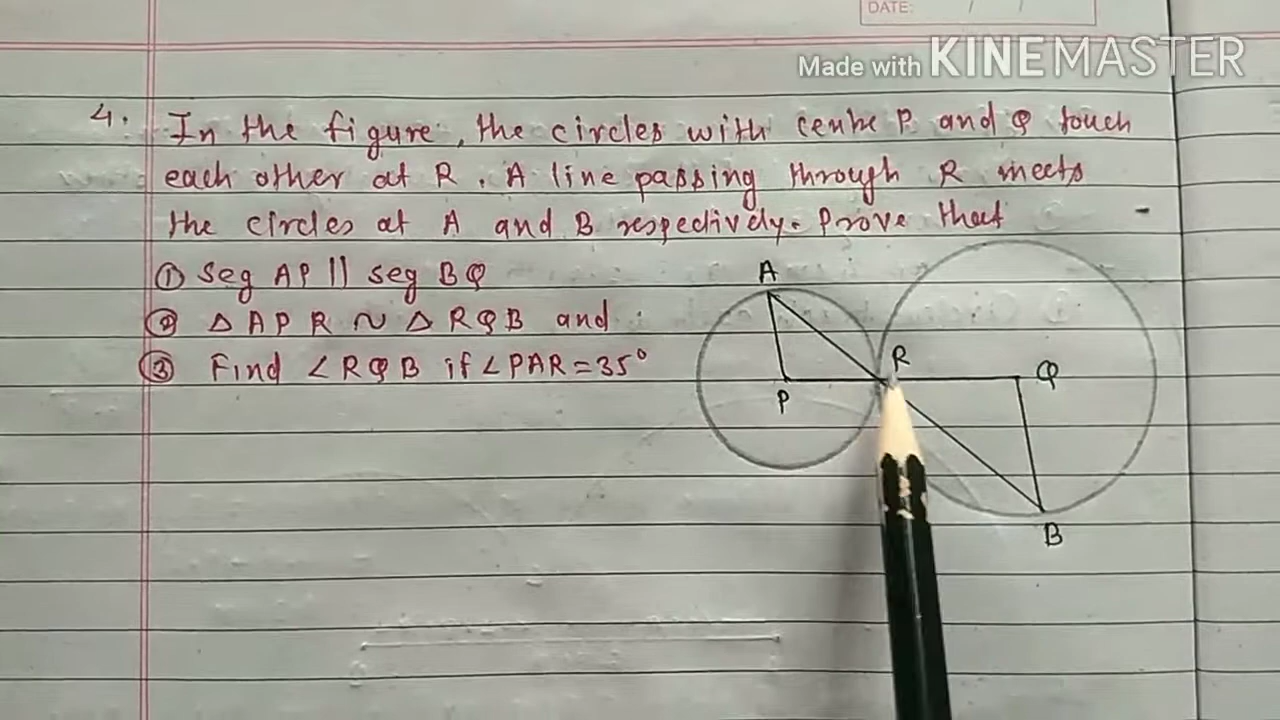 DATE: / /
Made with KINEMASTER
4. In the figure, the circles with centre P and Q touch
each other at R. A line passing through R meets
the circles at A and B respectively. Prove that
① seg AP || seg BQ
② △ APR ~ △ RQB and
③ Find ∠RQB if ∠PAR = 35°
A
R
P
Q
B